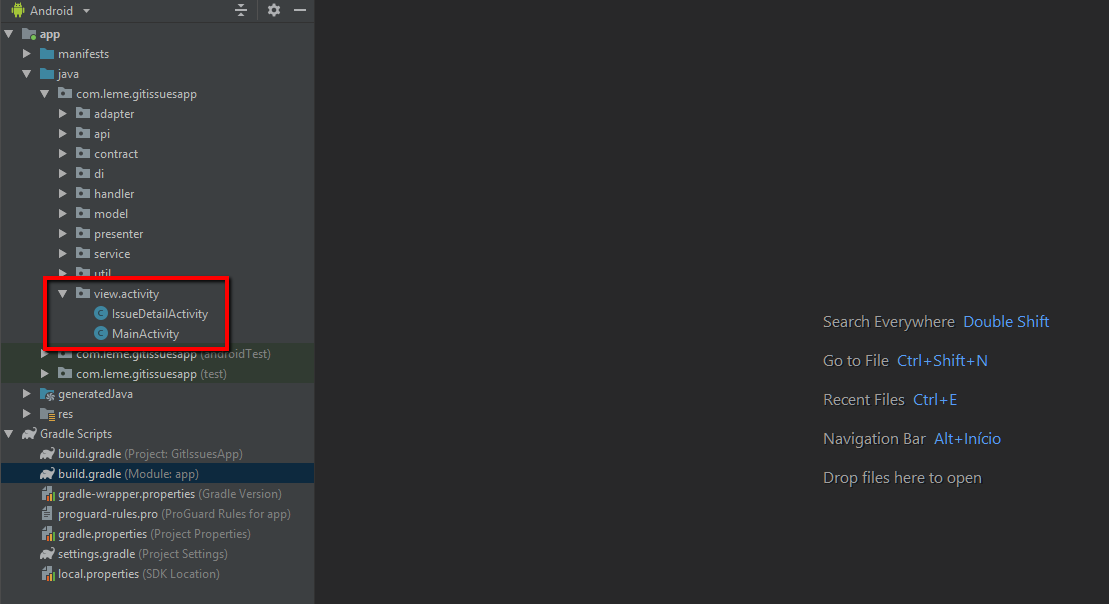 Android
app
manifests
java
com.leme.gitissuesapp
adapter
api
contract
di
handler
model
presenter
service
util
view.activity
C IssueDetailActivity
C MainActivity
com.leme.gitissuesapp (androidTest)
com.leme.gitissuesapp (test)
generatedJava
res
Gradle Scripts
build.gradle (Project: GitIssuesApp)
build.gradle (Module: app)
gradle-wrapper.properties (Gradle Version)
proguard-rules.pro (ProGuard Rules for app)
gradle.properties (Project Properties)
settings.gradle (Project Settings)
local.properties (SDK Location)
Search Everywhere Double Shift
Go to File Ctrl+Shift+N
Recent Files Ctrl+E
Navigation Bar Alt+Início
Drop files here to open